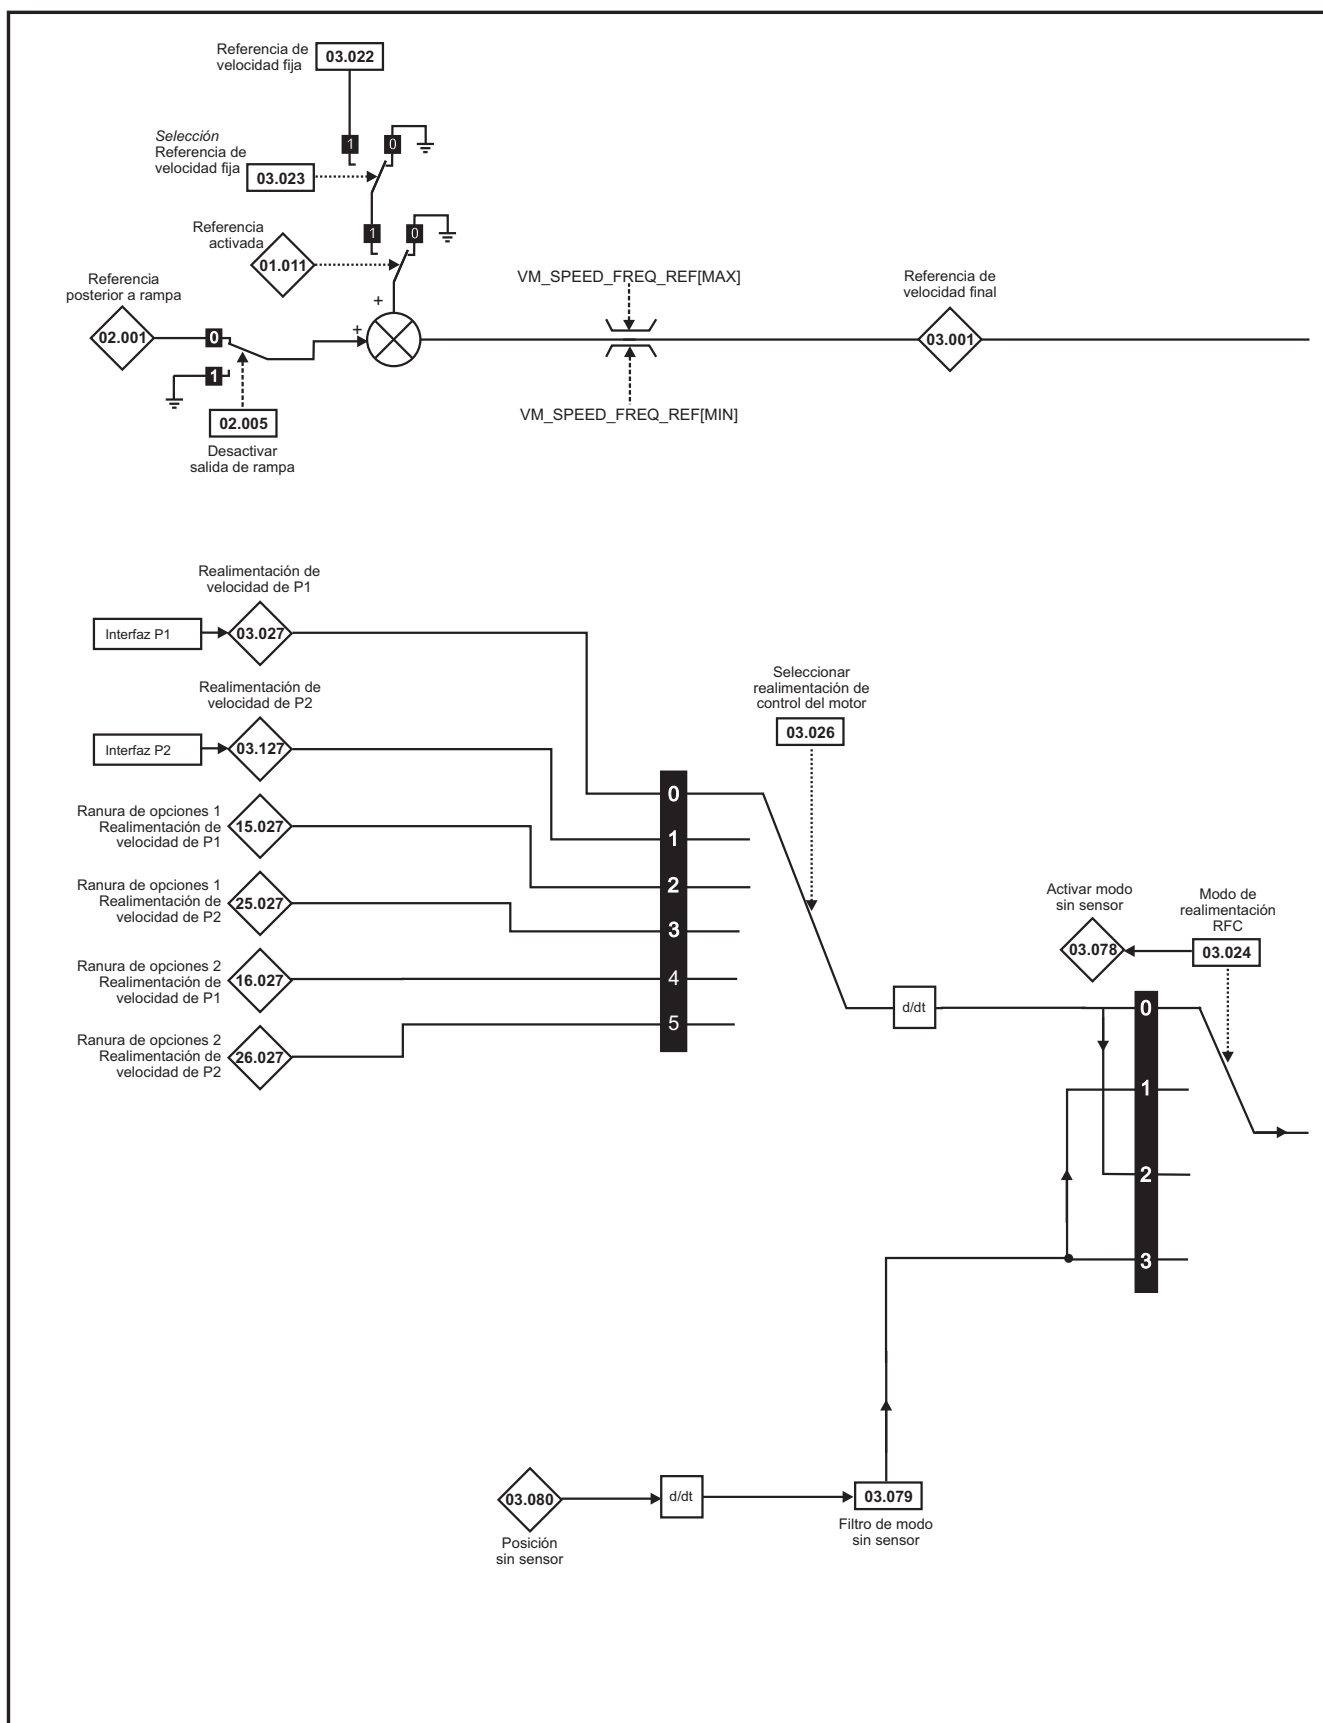 Referencia de
velocidad fija
03.022
1
0
Selección
Referencia de
velocidad fija
03.023
1
0
Referencia
activada
01.011
Referencia
posterior a rampa
02.001
0
1
+
+
02.005
Desactivar
salida de rampa
VM_SPEED_FREQ_REF[MAX]
VM_SPEED_FREQ_REF[MIN]
Referencia de
velocidad final
03.001
Realimentación de
velocidad de P1
Interfaz P1
03.027
Realimentación de
velocidad de P2
Interfaz P2
03.127
Ranura de opciones 1
Realimentación de
velocidad de P1
15.027
Ranura de opciones 1
Realimentación de
velocidad de P2
25.027
Ranura de opciones 2
Realimentación de
velocidad de P1
16.027
Ranura de opciones 2
Realimentación de
velocidad de P2
26.027
0
1
2
3
4
5
Seleccionar
realimentación de
control del motor
03.026
d/dt
Activar modo
sin sensor
03.078
Modo de
realimentación
RFC
03.024
0
1
2
3
03.080
Posición
sin sensor
d/dt
03.079
Filtro de modo
sin sensor